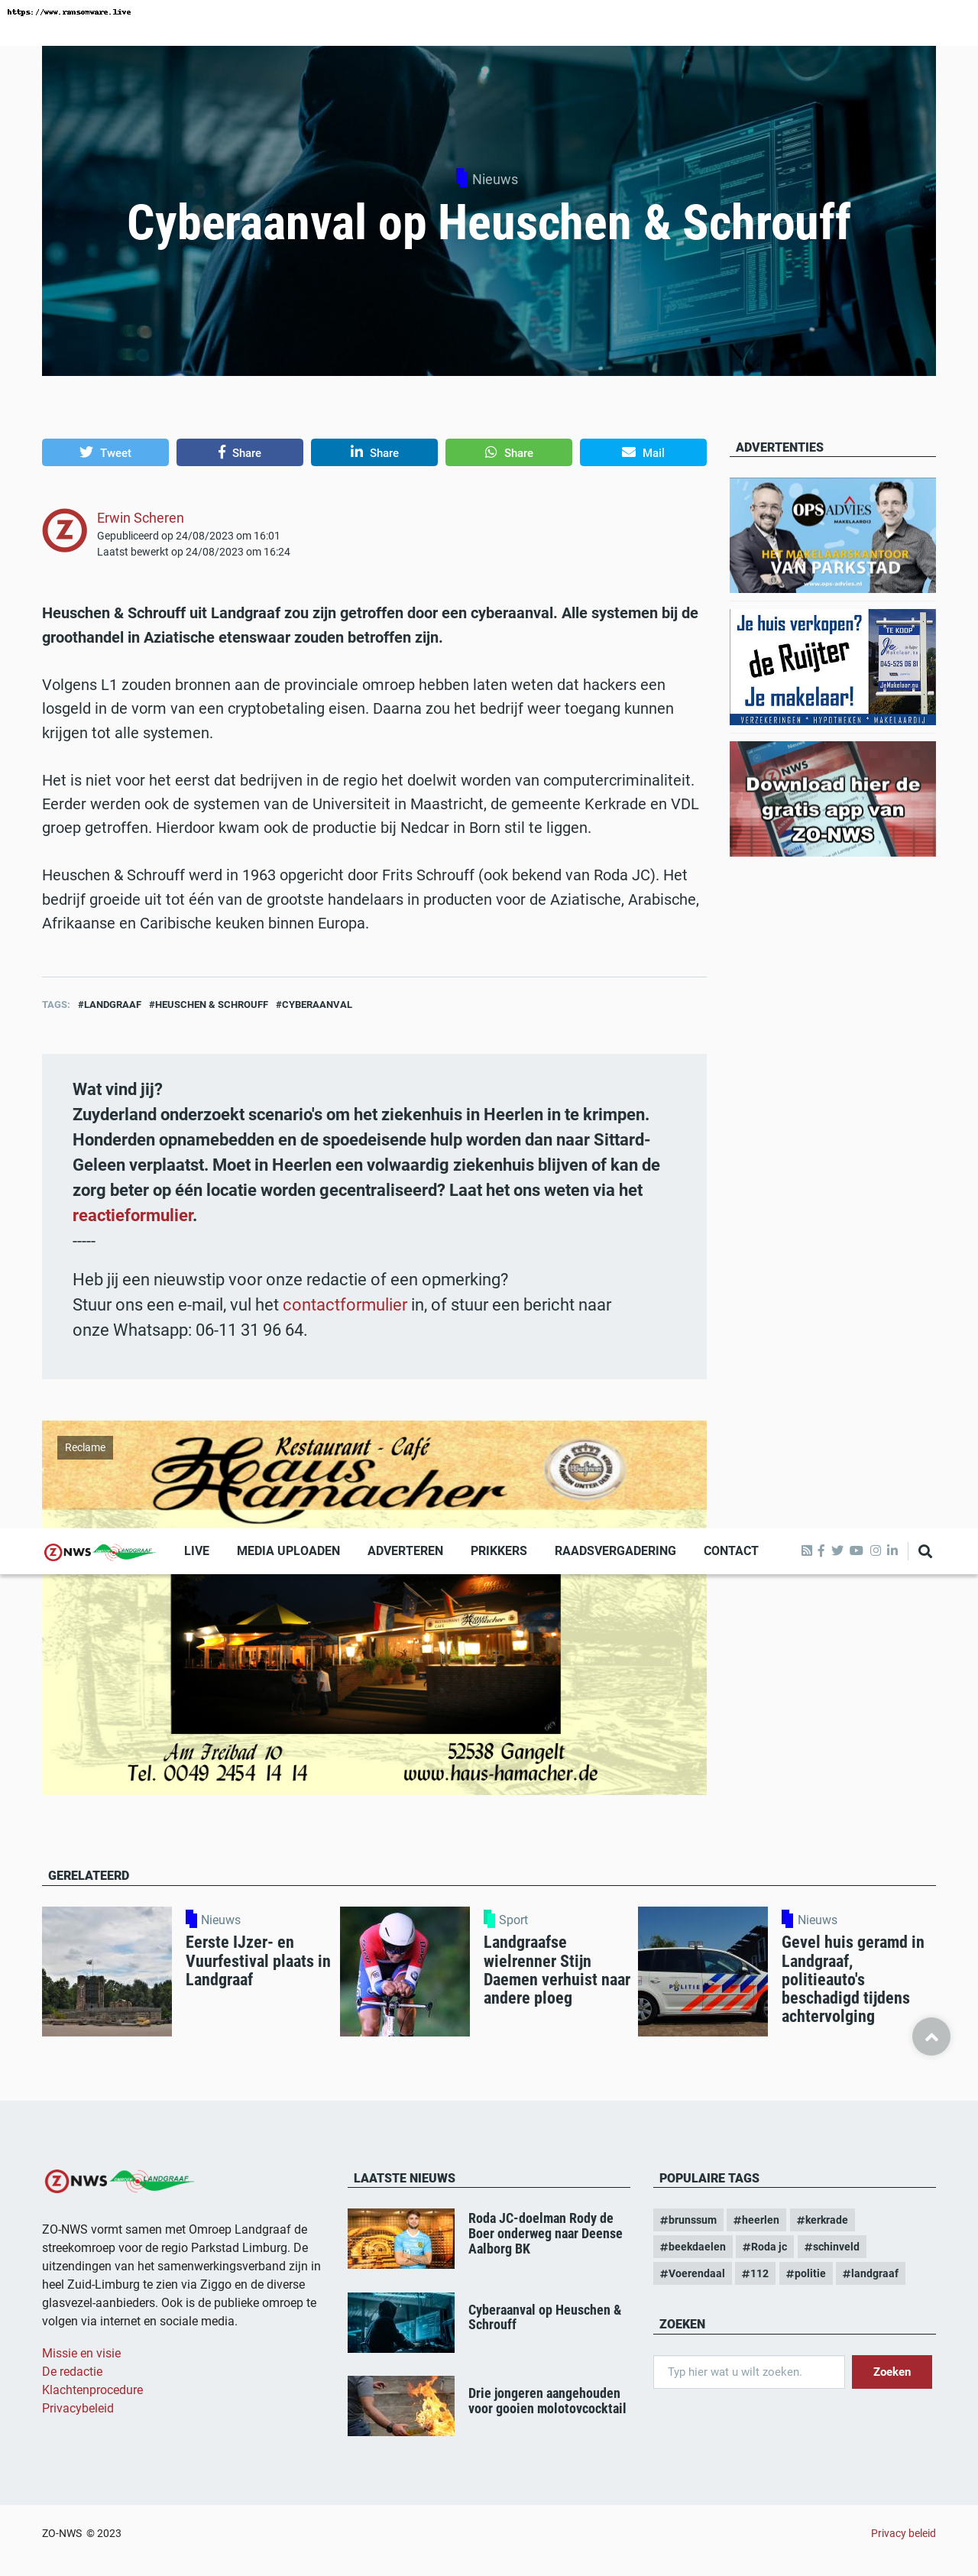 https://www.ransomware.live
Nieuws
Cyberaanval op Heuschen & Schrouff
Tweet
Share
Share
Share
Mail
Erwin Scheren
Gepubliceerd op 24/08/2023 om 16:01
Laatst bewerkt op 24/08/2023 om 16:24
Heuschen & Schrouff uit Landgraaf zou zijn getroffen door een cyberaanval. Alle systemen bij de
groothandel in Aziatische etenswaar zouden betroffen zijn.
Volgens L1 zouden bronnen aan de provinciale omroep hebben laten weten dat hackers een
losgeld in de vorm van een cryptobetaling eisen. Daarna zou het bedrijf weer toegang kunnen
krijgen tot alle systemen.
Het is niet voor het eerst dat bedrijven in de regio het doelwit worden van computercriminaliteit.
Eerder werden ook de systemen van de Universiteit in Maastricht, de gemeente Kerkrade en VDL
groep getroffen. Hierdoor kwam ook de productie bij Nedcar in Born stil te liggen.
Heuschen & Schrouff werd in 1963 opgericht door Frits Schrouff (ook bekend van Roda JC). Het
bedrijf groeide uit tot één van de grootste handelaars in producten voor de Aziatische, Arabische,
Afrikaanse en Caribische keuken binnen Europa.
TAGS: #LANDGRAAF #HEUSCHEN & SCHROUFF #CYBERAANVAL
ADVERTENTIES
OPS ADVIES
MAKELAARDIJ
HET MAKELAARSKANTOOR
VAN PARKSTAD
www.ops-advies.nl
Je huis verkopen?
de Ruijter
Je makelaar!
TE KOOP
045-525 06 81
VERZEKERINGEN * HYPOTHEKEN * MAKELAARDIJ
Download hier de
gratis app van
ZO-NWS
Wat vind jij?
Zuyderland onderzoekt scenario's om het ziekenhuis in Heerlen in te krimpen.
Honderden opnamebedden en de spoedeisende hulp worden dan naar Sittard-
Geleen verplaatst. Moet in Heerlen een volwaardig ziekenhuis blijven of kan de
zorg beter op één locatie worden gecentraliseerd? Laat het ons weten via het
reactieformulier.
-----
Heb jij een nieuwstip voor onze redactie of een opmerking?
Stuur ons een e-mail, vul het contactformulier in, of stuur een bericht naar
onze Whatsapp: 06-11 31 96 64.
Reclame
Restaurant - Café
Haus
Hamacher
ZONWS LANDGRAAF
LIVE MEDIA UPLOADEN ADVERTEREN PRIKKERS RAADSVERGADERING CONTACT
Am Freibad 10
52538 Gangelt
Tel. 0049 2454 14 14
www.haus-hamacher.de
GERELATEERD
Nieuws
Eerste IJzer- en
Vuurfestival plaats in
Landgraaf
Sport
Landgraafse
wielrenner Stijn
Daemen verhuist naar
andere ploeg
POLITIE
Nieuws
Gevel huis geramd in
Landgraaf,
politieauto's
beschadigd tijdens
achtervolging
ZONWS LANDGRAAF
ZO-NWS vormt samen met Omroep Landgraaf de
streekomroep voor de regio Parkstad Limburg. De
uitzendingen van het samenwerkingsverband zijn in
heel Zuid-Limburg te zien via Ziggo en de diverse
glasvezel-aanbieders. Ook is de publieke omroep te
volgen via internet en sociale media.
Missie en visie
De redactie
Klachtenprocedure
Privacybeleid
LAATSTE NIEUWS
Roda JC-doelman Rody de
Boer onderweg naar Deense
Aalborg BK
Cyberaanval op Heuschen &
Schrouff
Drie jongeren aangehouden
voor gooien molotovcocktail
POPULAIRE TAGS
#brunssum #heerlen #kerkrade
#beekdaelen #Roda jc #schinveld
#Voerendaal #112 #politie #landgraaf
ZOEKEN
Typ hier wat u wilt zoeken.
Zoeken
ZO-NWS © 2023
Privacy beleid